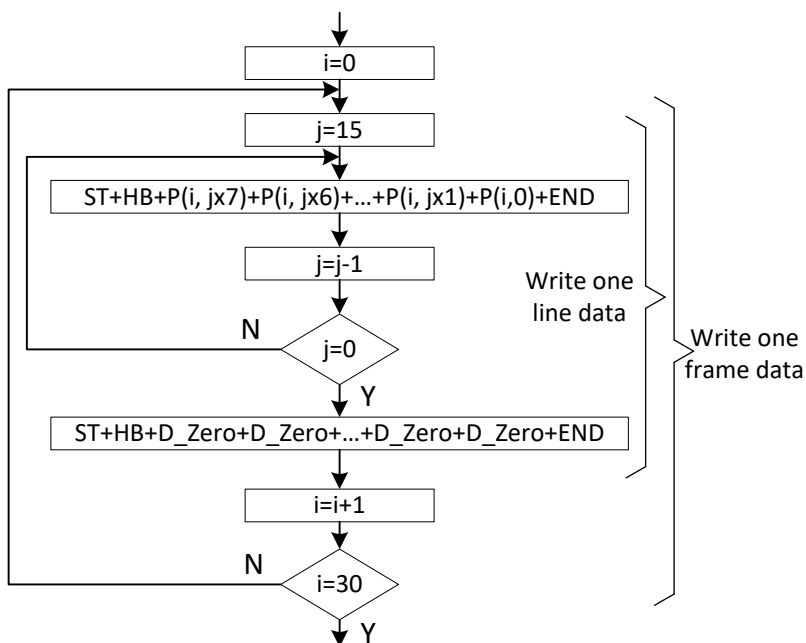 i=0
j=15
ST+HB+P(i, jx7)+P(i, jx6)+...+P(i, jx1)+P(i,0)+END
j=j-1
Write one
line data
N
j=0
Write one
frame data
Y
ST+HB+D_Zero+D_Zero+...+D_Zero+D_Zero+END
i=i+1
N
i=30
Y